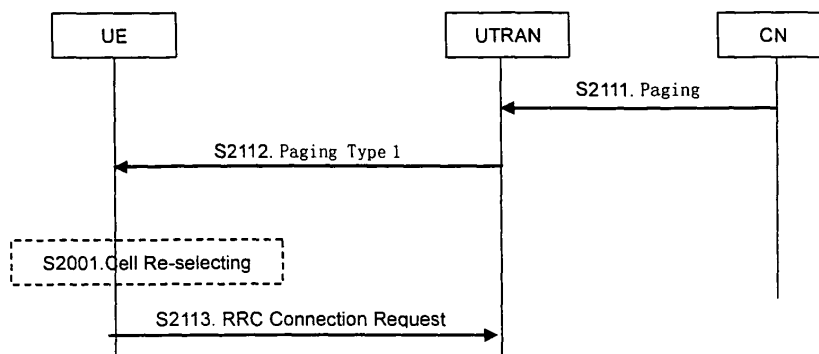 UE
UTRAN
CN
S2111. Paging
S2112. Paging Type 1
S2001.Cell Re-selecting
S2113. RRC Connection Request